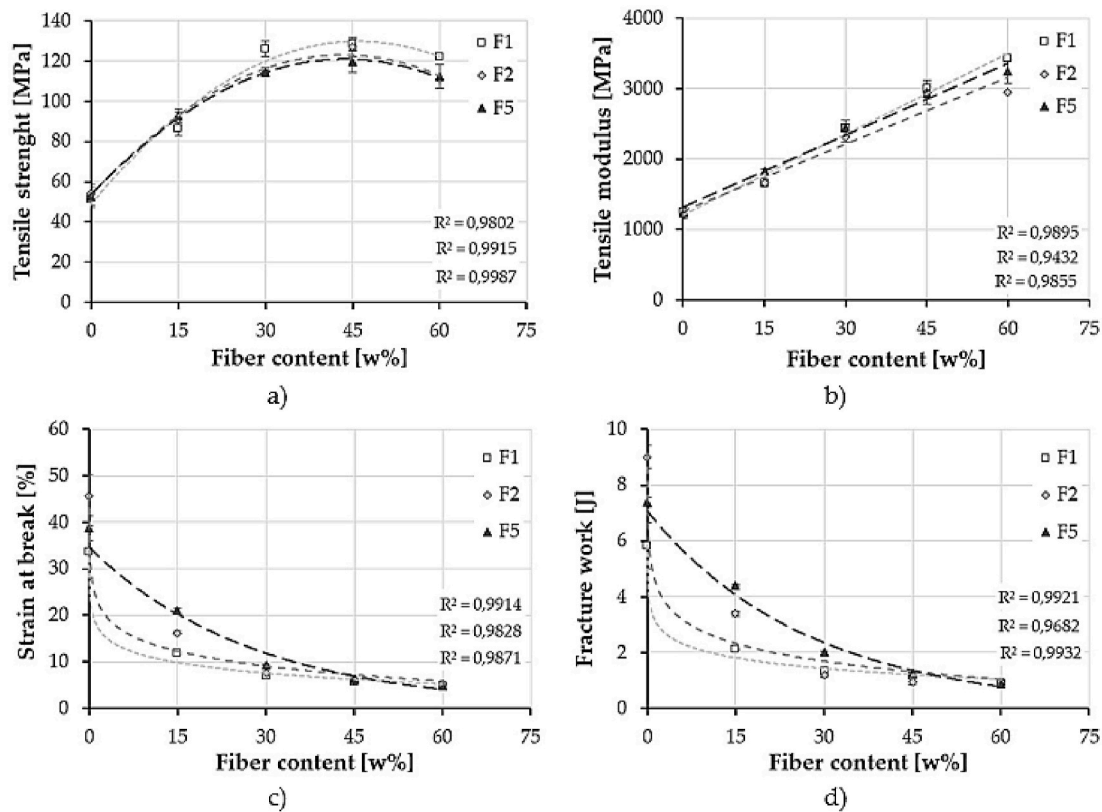 Tensile strenght [MPa]
140
120
100
80
60
40
20
0
F1
F2
F5
R² = 0,9802
R² = 0,9915
R² = 0,9987
0 15 30 45 60 75
Fiber content [w%]
a)
Tensile modulus [MPa]
4000
3000
2000
1000
0
F1
F2
F5
R² = 0,9895
R² = 0,9432
R² = 0,9855
0 15 30 45 60 75
Fiber content [w%]
b)
Strain at break [%]
60
50
40
30
20
10
0
F1
F2
F5
R² = 0,9914
R² = 0,9828
R² = 0,9871
0 15 30 45 60 75
Fiber content [w%]
c)
Fracture work [J]
10
8
6
4
2
0
F1
F2
F5
R² = 0,9921
R² = 0,9682
R² = 0,9932
0 15 30 45 60 75
Fiber content [w%]
d)